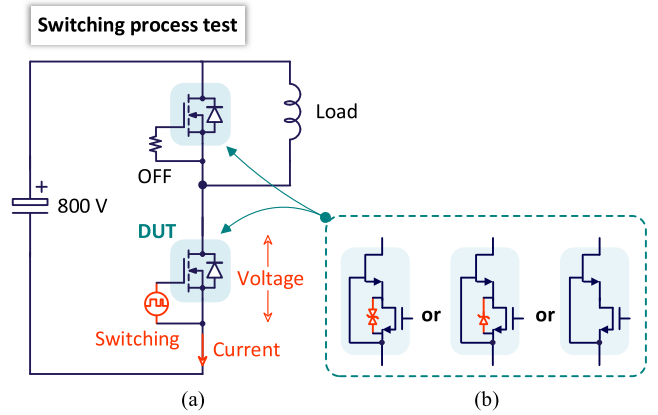 Switching process test
Load
OFF
+
800 V
DUT
Voltage
Switching
Current
or
or
(a)
(b)